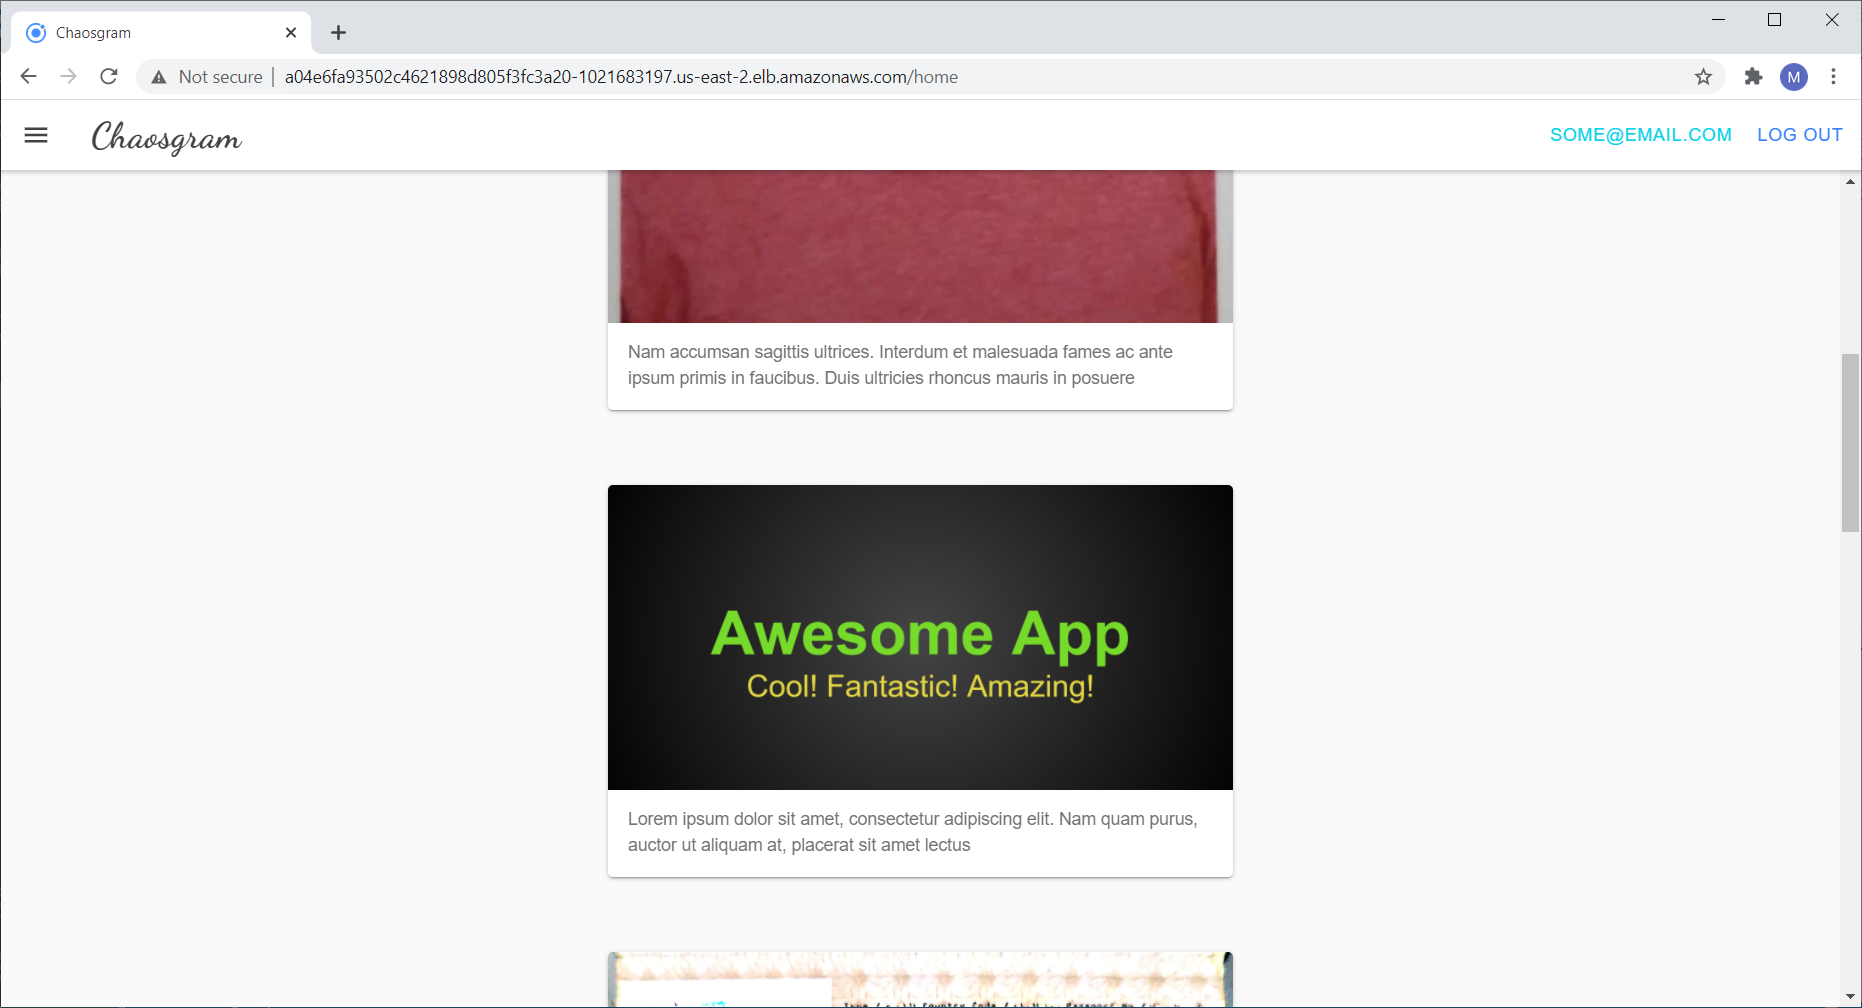 Chaosgram
Not secure
a04e6fa93502c4621898d805f3fc3a20-1021683197.us-east-2.elb.amazonaws.com/home
M
Chaosgram
SOME@EMAIL.COM
LOG OUT
Nam accumsan sagittis ultrices. Interdum et malesuada fames ac ante
ipsum primis in faucibus. Duis ultricies rhoncus mauris in posuere
Awesome App
Cool! Fantastic! Amazing!
Lorem ipsum dolor sit amet, consectetur adipiscing elit. Nam quam purus,
auctor ut aliquam at, placerat sit amet lectus